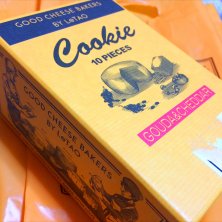 GOOD CHEESE BAKERS
BY LeTAO
Cookie
10 PIECES
GOUDA&CHEDDAR
GOOD CHEESE BAKERS
BY LeTAO